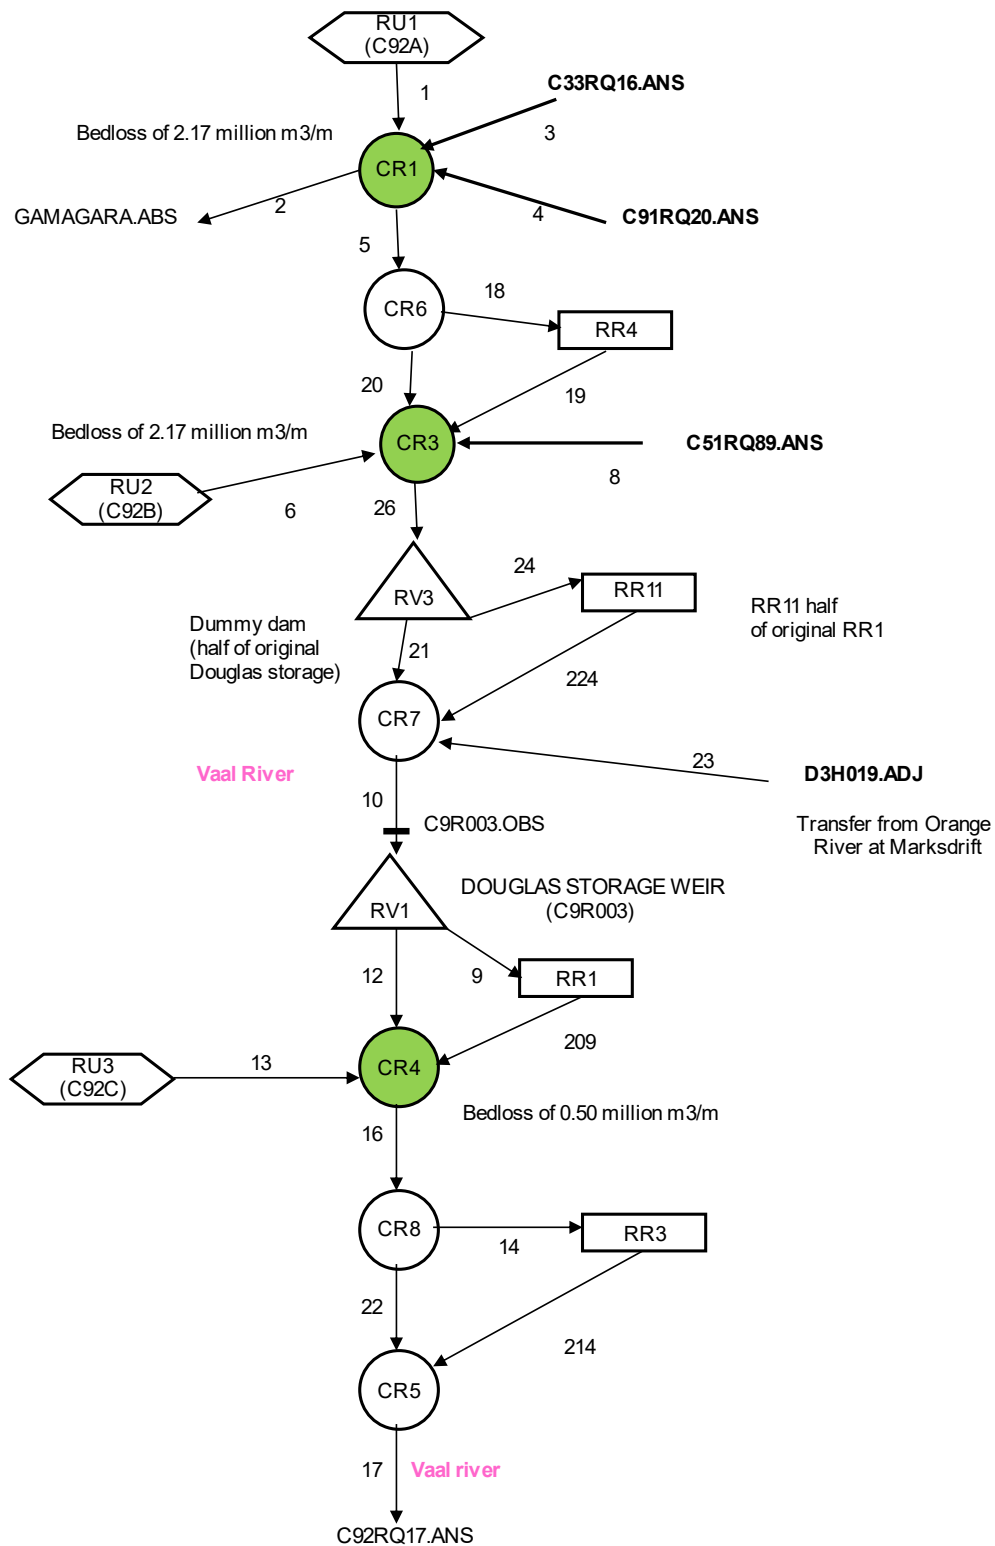 RU1
(C92A)
1
C33RQ16.ANS
3
Bedloss of 2.17 million m3/m
CR1
2
GAMAGARA.ABS
4
C91RQ20.ANS
5
CR6
18
RR4
20
19
Bedloss of 2.17 million m3/m
CR3
C51RQ89.ANS
8
RU2
(C92B)
6
26
24
RV3
RR11
RR11 half
of original RR1
Dummy dam
(half of original
Douglas storage)
21
224
CR7
Vaal River
23
D3H019.ADJ
10
C9R003.OBS
Transfer from Orange
River at Marksdrift
RV1
DOUGLAS STORAGE WEIR
(C9R003)
12
9
RR1
209
RU3
(C92C)
13
CR4
Bedloss of 0.50 million m3/m
16
CR8
14
RR3
22
214
CR5
17
Vaal river
C92RQ17.ANS